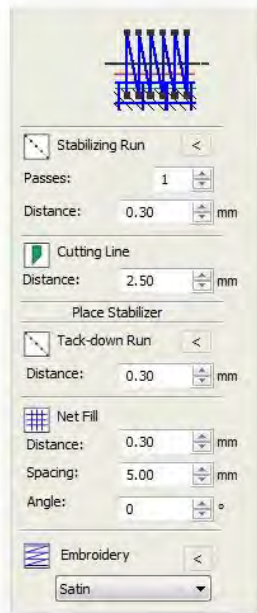 Stabilizing Run <
Passes: 1
Distance: 0.30 mm
Cutting Line
Distance: 2.50 mm
Place Stabilizer
Tack-down Run <
Distance: 0.30 mm
Net Fill
Distance: 0.30 mm
Spacing: 5.00 mm
Angle: 0 °
Embroidery <
Satin